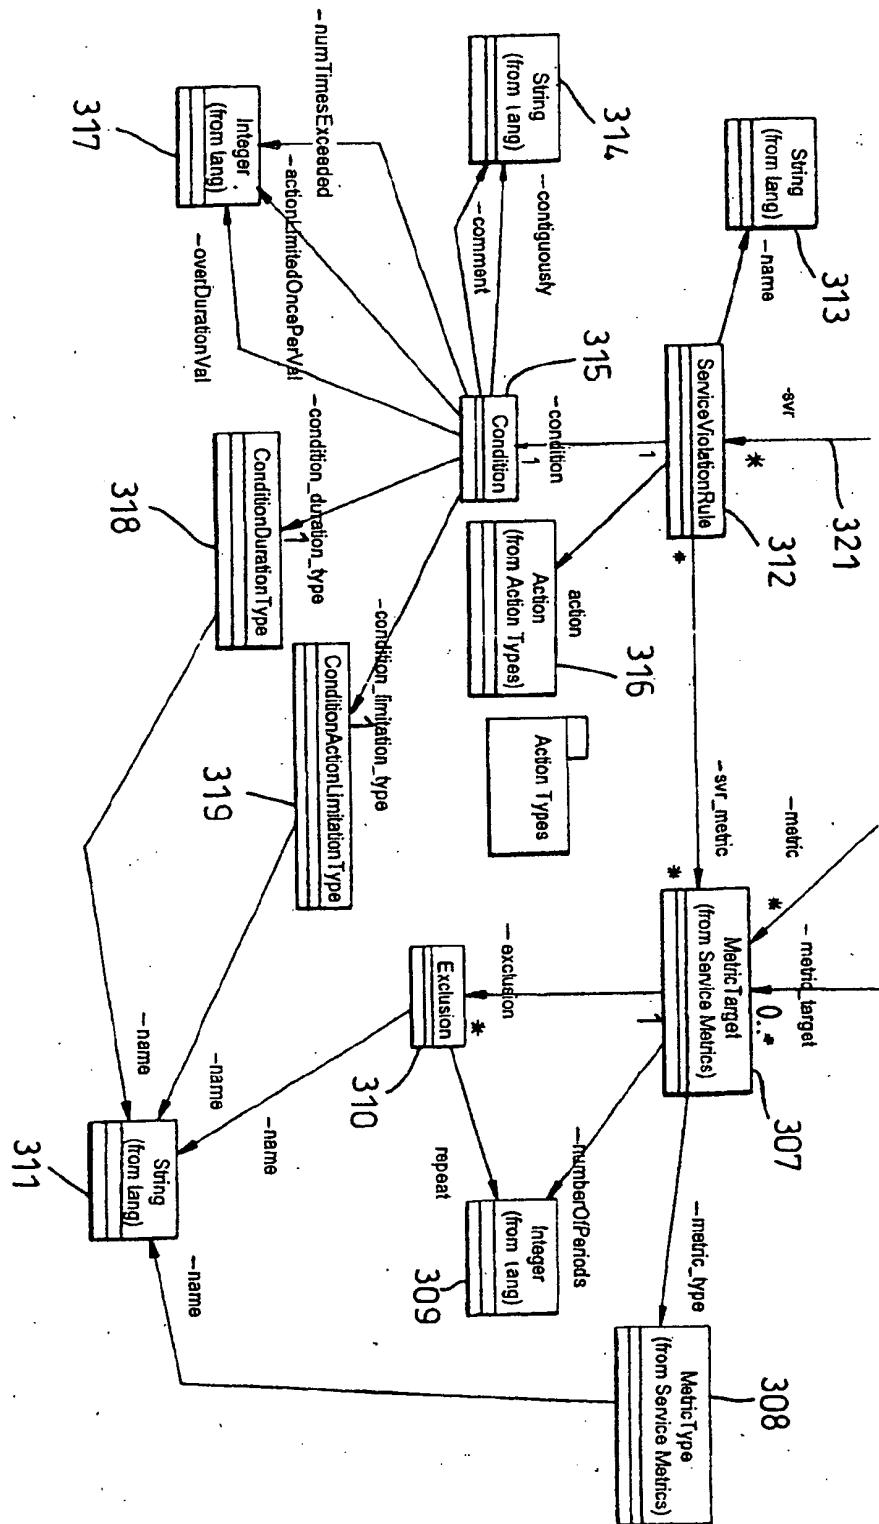 -svr
*
321
--metric
*
-- metric_target
0..*
String
(from lang)
313
--name
ServiceViolationRule
312
1
*
--svr_metric
*
MetricTarget
(from Service Metrics)
307
1
--metric_type
MetricType
(from Service Metrics)
308
String
(from Lang)
314
--contiguously
--comment
--condition
1
Condition
315
action
Action
(from Action Types)
316
Action Types
--exclusion
*
Exclusion
310
--numberOfPeriods
repeat
Integer
(from Lang)
309
--numTimesExceeded
--actionLimitedOncePerVal
--overDurationVal
Integer
(from lang)
317
--condition_duration_type
1
ConditionDurationType
318
--condition_limitation_type
1
ConditionActionLimitationType
319
--name
--name
--name
--name
String
(from lang)
311